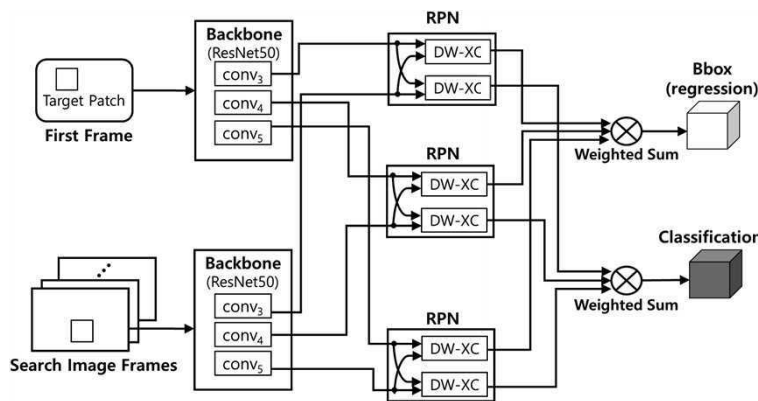 Target Patch
First Frame
Search Image Frames
Backbone
(ResNet50)
conv3
conv4
conv5
Backbone
(ResNet50)
conv3
conv4
conv5
RPN
DW-XC
DW-XC
RPN
DW-XC
DW-XC
RPN
DW-XC
DW-XC
Weighted Sum
Bbox
(regression)
Weighted Sum
Classification